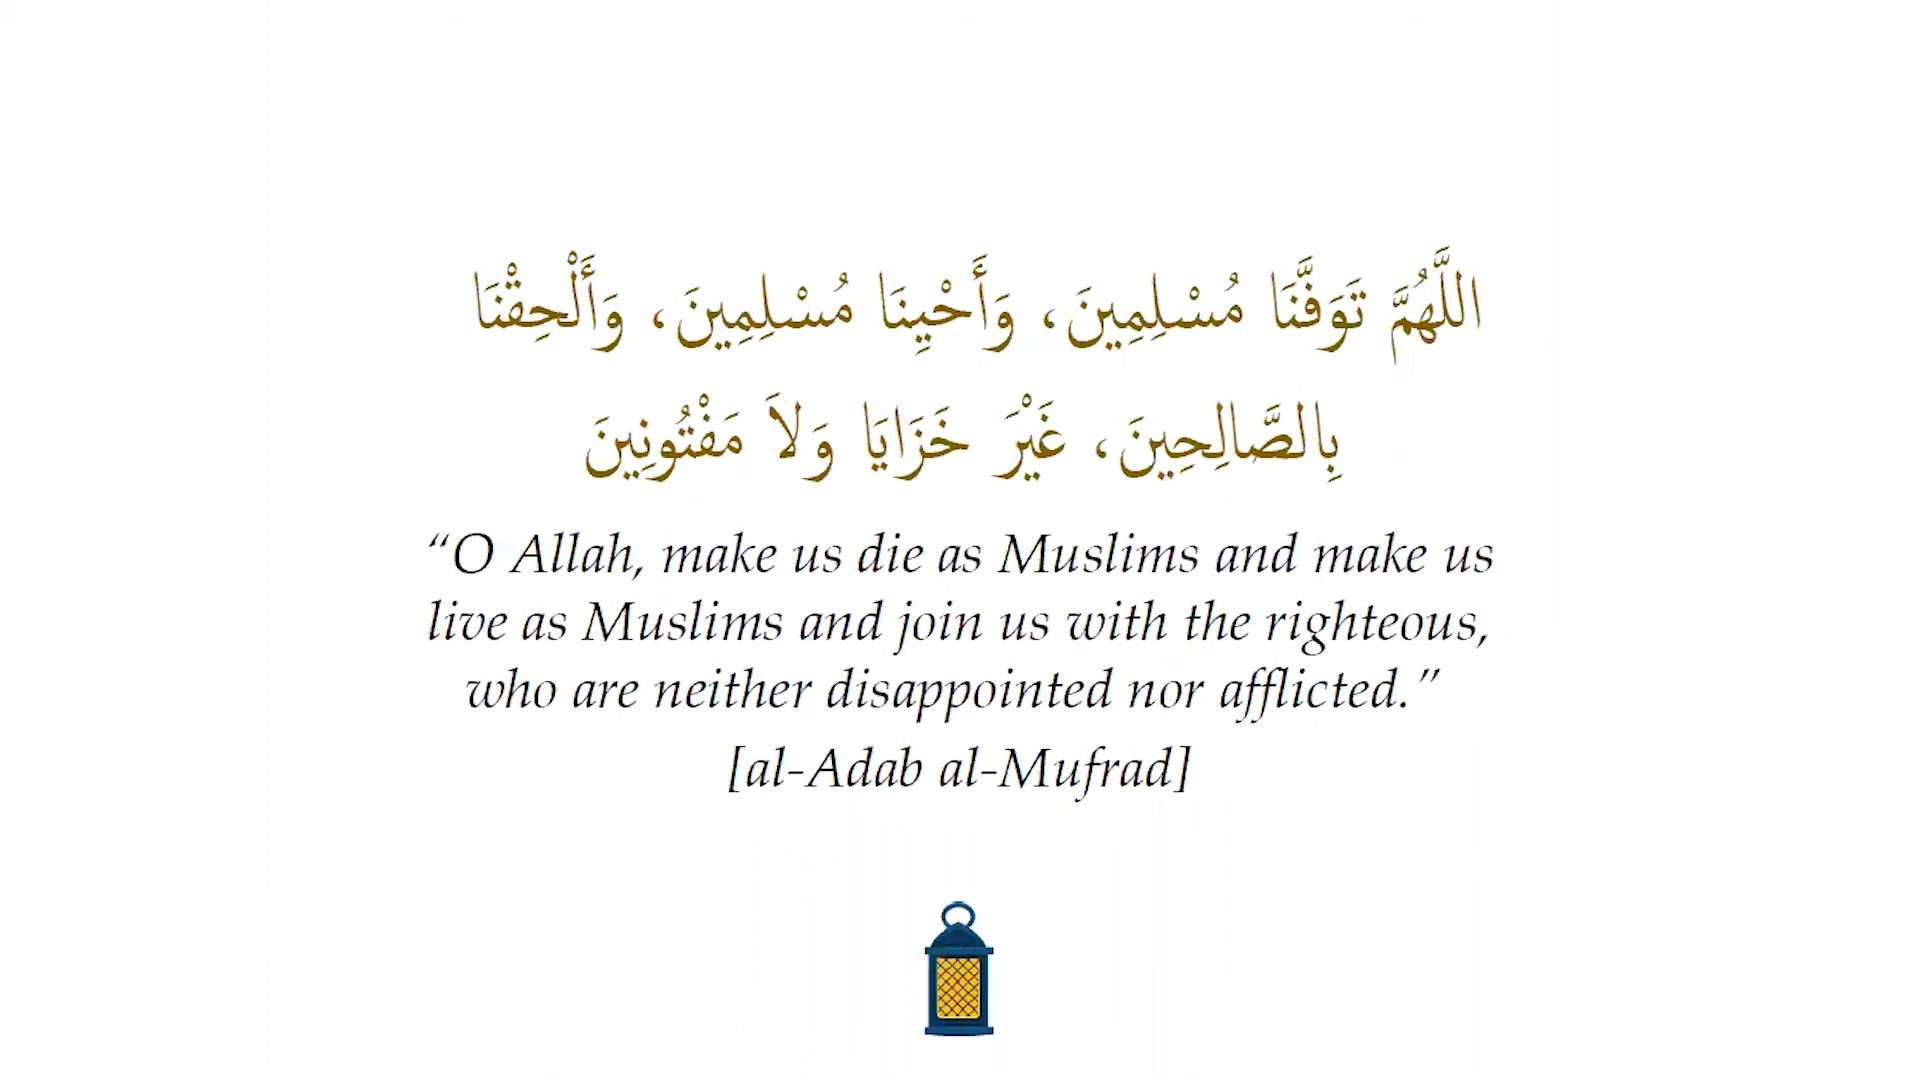 اللَّهُمَّ تَوَفَّنَا مُسْلِمِينَ، وَأَحْيِنَا مُسْلِمِينَ، وَأَلْحِقْنَا
بِالصَّالِحِينَ، غَيْرَ خَزَايَا وَلاَ مَفْتُونِينَ
“O Allah, make us die as Muslims and make us
live as Muslims and join us with the righteous,
who are neither disappointed nor afflicted.”
[al-Adab al-Mufrad]